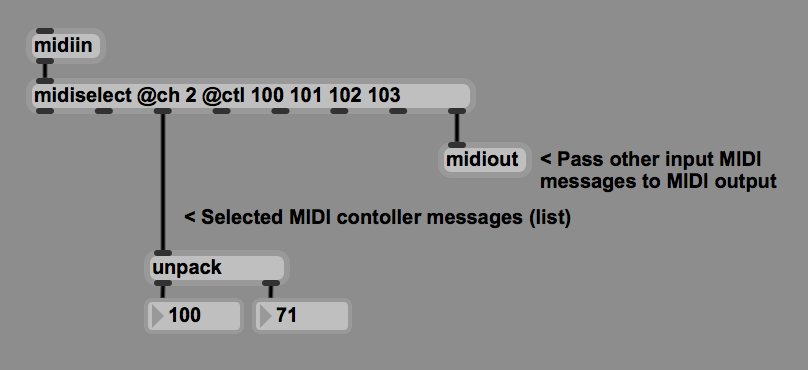 midiin
midiselect @ch 2 @ctl 100 101 102 103
midiout
< Pass other input MIDI
messages to MIDI output
< Selected MIDI contoller messages (list)
unpack
100
71